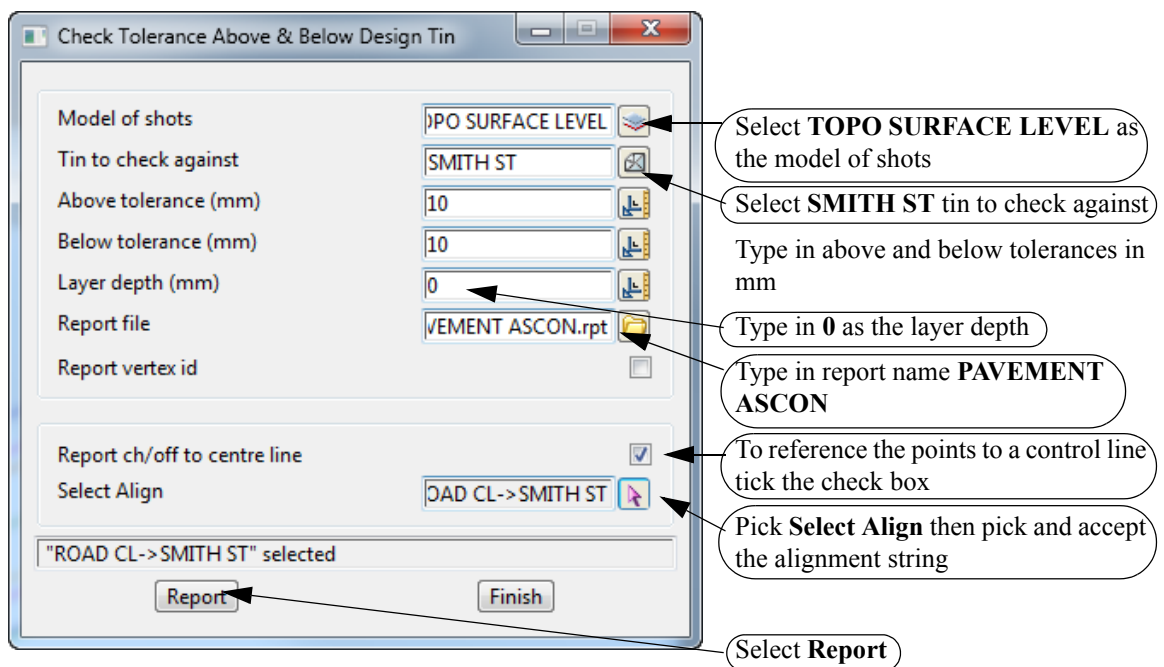 Check Tolerance Above & Below Design Tin
Model of shots
OPO SURFACE LEVEL
Tin to check against
SMITH ST
Above tolerance (mm)
10
Below tolerance (mm)
10
Layer depth (mm)
0
Report file
VEMENT ASCON.rpt
Report vertex id
Report ch/off to centre line
Select Align
OAD CL->SMITH ST
"ROAD CL->SMITH ST" selected
Report
Finish
Select TOPO SURFACE LEVEL as
the model of shots
Select SMITH ST tin to check against
Type in above and below tolerances in
mm
Type in 0 as the layer depth
Type in report name PAVEMENT
ASCON
To reference the points to a control line
tick the check box
Pick Select Align then pick and accept
the alignment string
Select Report